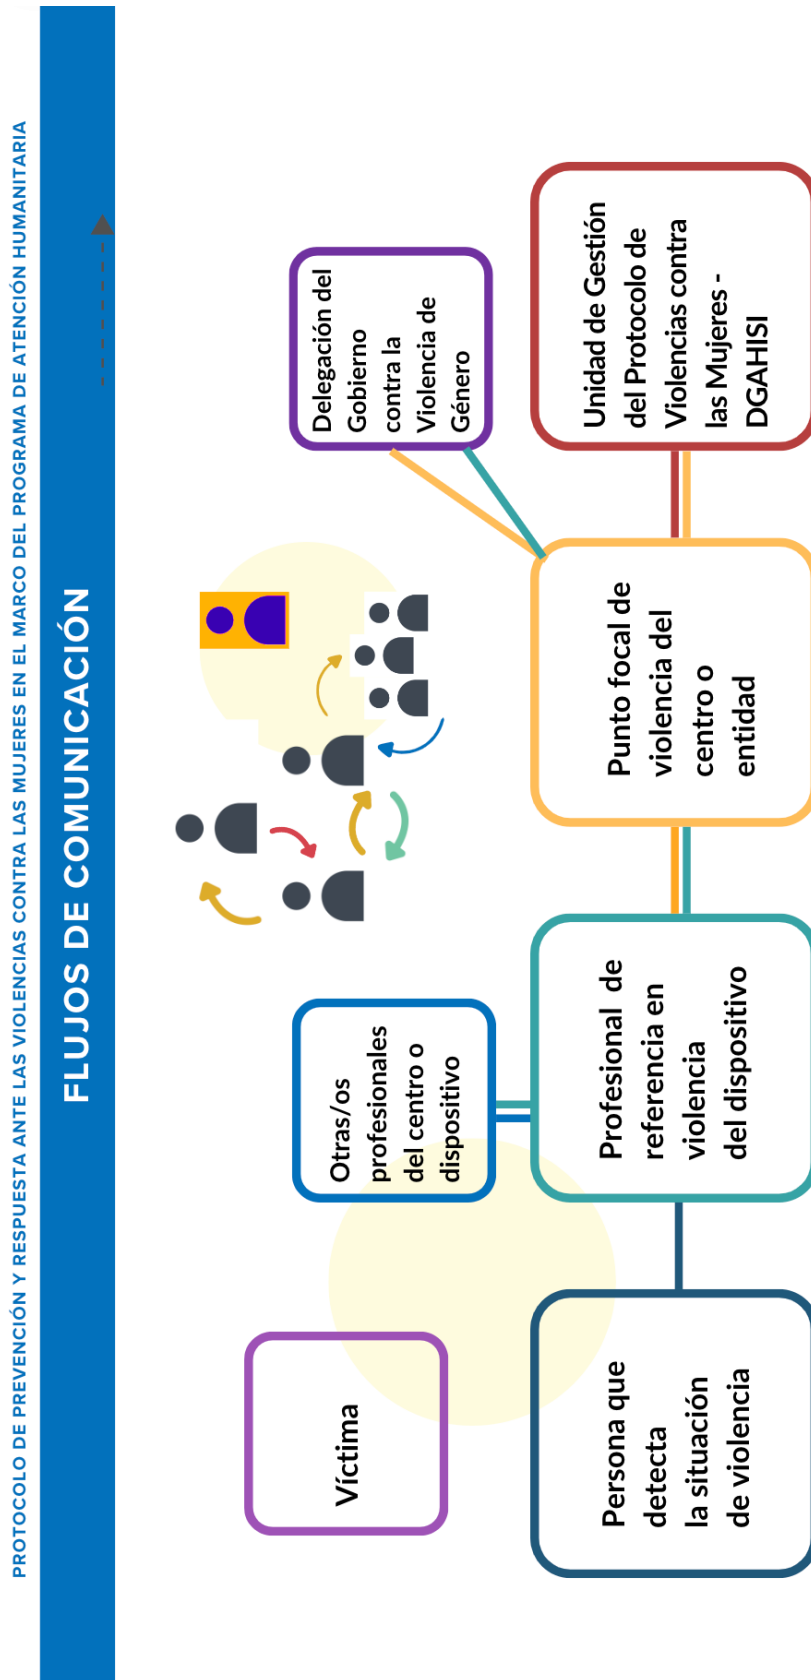 PROTOCOLO DE PREVENCIÓN Y RESPUESTA ANTE LAS VIOLENCIAS CONTRA LAS MUJERES EN EL MARCO DEL PROGRAMA DE ATENCIÓN HUMANITARIA
FLUJOS DE COMUNICACIÓN
Víctima
Otras/os
profesionales
del centro o
dispositivo
Delegación del
Gobierno
contra la
Violencia de
Género
Persona que
detecta
la situación
de violencia
Profesional de
referencia en
violencia
del dispositivo
Punto focal de
violencia del
centro o
entidad
Unidad de Gestión
del Protocolo de
Violencias contra
las Mujeres -
DGAHISI